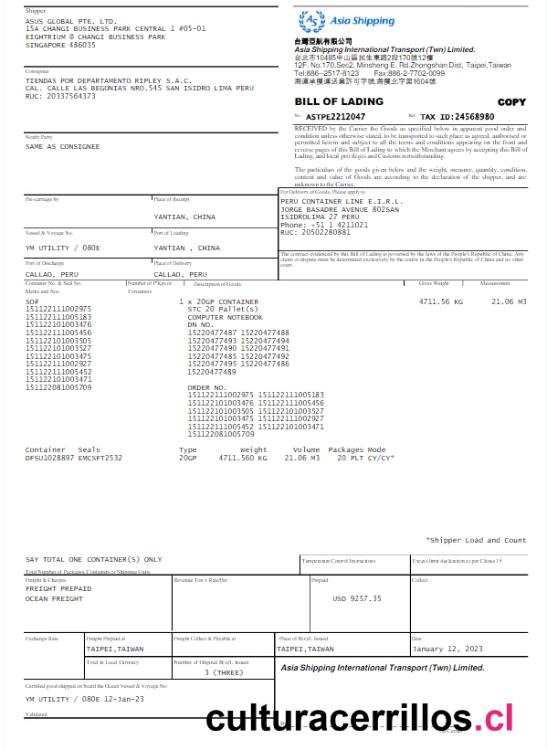 Shipper
ASUS GLOBAL PTE. LTD.
15A CHANGI BUSINESS PARK CENTRAL 1 #05-01
EIGHTRIUM @ CHANGI BUSINESS PARK
SINGAPORE 486035
Consignee
TIENDAS POR DEPARTAMENTO RIPLEY S.A.C.
CAL. CALLE LAS BEGONIAS NRO.545 SAN ISIDRO LIMA PERU
RUC: 20337564373
Notify Party
SAME AS CONSIGNEE
Asia Shipping
台灣亞航有限公司
Asia Shipping International Transport (Twn) Limited.
台北市10485中山區民生東路2段170號12樓
12F. No.170,Sec2, Minsheng E. Rd.Zhongshan Dist, Taipei,Taiwan
Tel:886--2517-8123 Fax:886-2-7702-0099
海運承攬運送業許可字號:海攬北字第1604號
BILL OF LADING COPY
No. ASTPE2212047 Ref. TAX ID:24568980
RECEIVED by the Carrier the Goods as specified below in apparent good order and
condition unless otherwise stated, to be transported to such place as agreed, authorised or
permitted herein and subject to all the terms and conditions appearing on the front and
reverse pages of this Bill of Lading to which the Merchant agrees by accepting this Bill of
Lading, and local privileges and Customs notwithstanding.
The particulars of the goods given and the weight, measure, quantity, condition,
content and value of Goods are according to the declaration of the shipper, and are
unknown to the Carrier.
For Delivery of Goods, Please apply to
PERU CONTAINER LINE E.I.R.L.
JORGE BASADRE AVENUE 802SAN
ISIDROLIMA 27 PERU
Phone: +51 1 4211021
RUC: 20502280881
The contract evidenced by this Bill of Lading is governed by the laws of the People's Republic of China. Any
claim or dispute must be determined exclusively by the courts in the People's Republic of China and no other
court.
Pre-carriage by Place of Receipt
YANTIAN, CHINA
Vessel & Voyage No. Port of Loading
YM UTILITY / 080E YANTIAN , CHINA
Port of Discharge Place of Delivery
CALLAO, PERU CALLAO, PERU
Container No. & Seal No. Number of P'Kgs or Description of Goods Gross Weight Measurement
Marks and Nos. Containers
SO# 1 x 20GP CONTAINER 4711.56 KG 21.06 M3
151122111002975 STC 20 Pallet(s)
151122111005183 COMPUTER NOTEBOOK
151122101003476 DN NO.
151122111005456 15220477487 15220477488
151122101003505 15220477493 15220477494
151122101003527 15220477490 15220477491
151122101003475 15220477485 15220477492
151122111002927 15220477495 15220477486
151122111005452 15220477489
151122101003471
151122081005709 ORDER NO.
151122111002975 151122111005183
151122101003476 151122111005456
151122101003505 151122101003527
151122101003475 151122111002927
151122111005452 151122101003471
151122081005709
Container Seals Type Weight Volume Packages Mode
DFSU1028897 EMCSFT2532 20GP 4711.560 KG 21.06 M3 20 PLT CY/CY*
*Shipper Load and Count
SAY TOTAL ONE CONTAINER(S) ONLY
Temperature Control Instructions Excess limit declaration as per Clause 15
Total Number of Packages, Containers or Shipping Units
Freight & Charges Revenue Tons Rate/Per Prepaid Collect
FREIGHT PREPAID
OCEAN FREIGHT USD 9257.35
Exchange Rate Freight Prepaid at Freight Collect & Payable at Place of B(s)/L Issued Date
TAIPEI,TAIWAN TAIPEI,TAIWAN January 12, 2023
Total in Local Currency Number of Original B(s)/L Issued
3 (THREE)
Asia Shipping International Transport (Twn) Limited.
Certified good shipped on board the Ocean Vessel & Voyage No.
YM UTILITY / 080E 12-Jan-23
Validated
culturacerrillos.cl